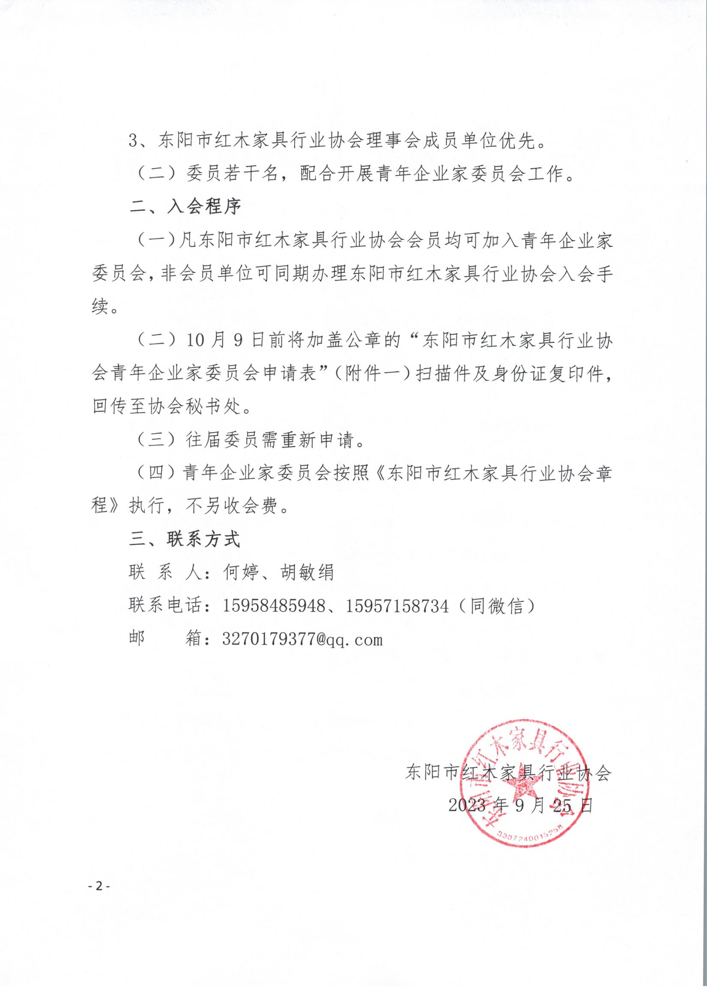 3、东阳市红木家具行业协会理事会成员单位优先。
（二）委员若干名，配合开展青年企业家委员会工作。
二、入会程序
（一）凡东阳市红木家具行业协会会员均可加入青年企业家
委员会，非会员单位可同期办理东阳市红木家具行业协会入会手
续。
（二）10 月 9 日前将加盖公章的“东阳市红木家具行业协
会青年企业家委员会申请表”（附件一）扫描件及身份证复印件，
回传至协会秘书处。
（三）往届委员需重新申请。
（四）青年企业家委员会按照《东阳市红木家具行业协会章
程》执行，不另收会费。
三、联系方式
联 系 人：何婷、胡敏绢
联系电话：15958485948、15957158734（同微信）
邮 箱：3270179377@qq.com
东阳市红木家具行业协会
2023 年 9 月 25 日
东阳市红木家具行业协会
3307240015258
- 2 -